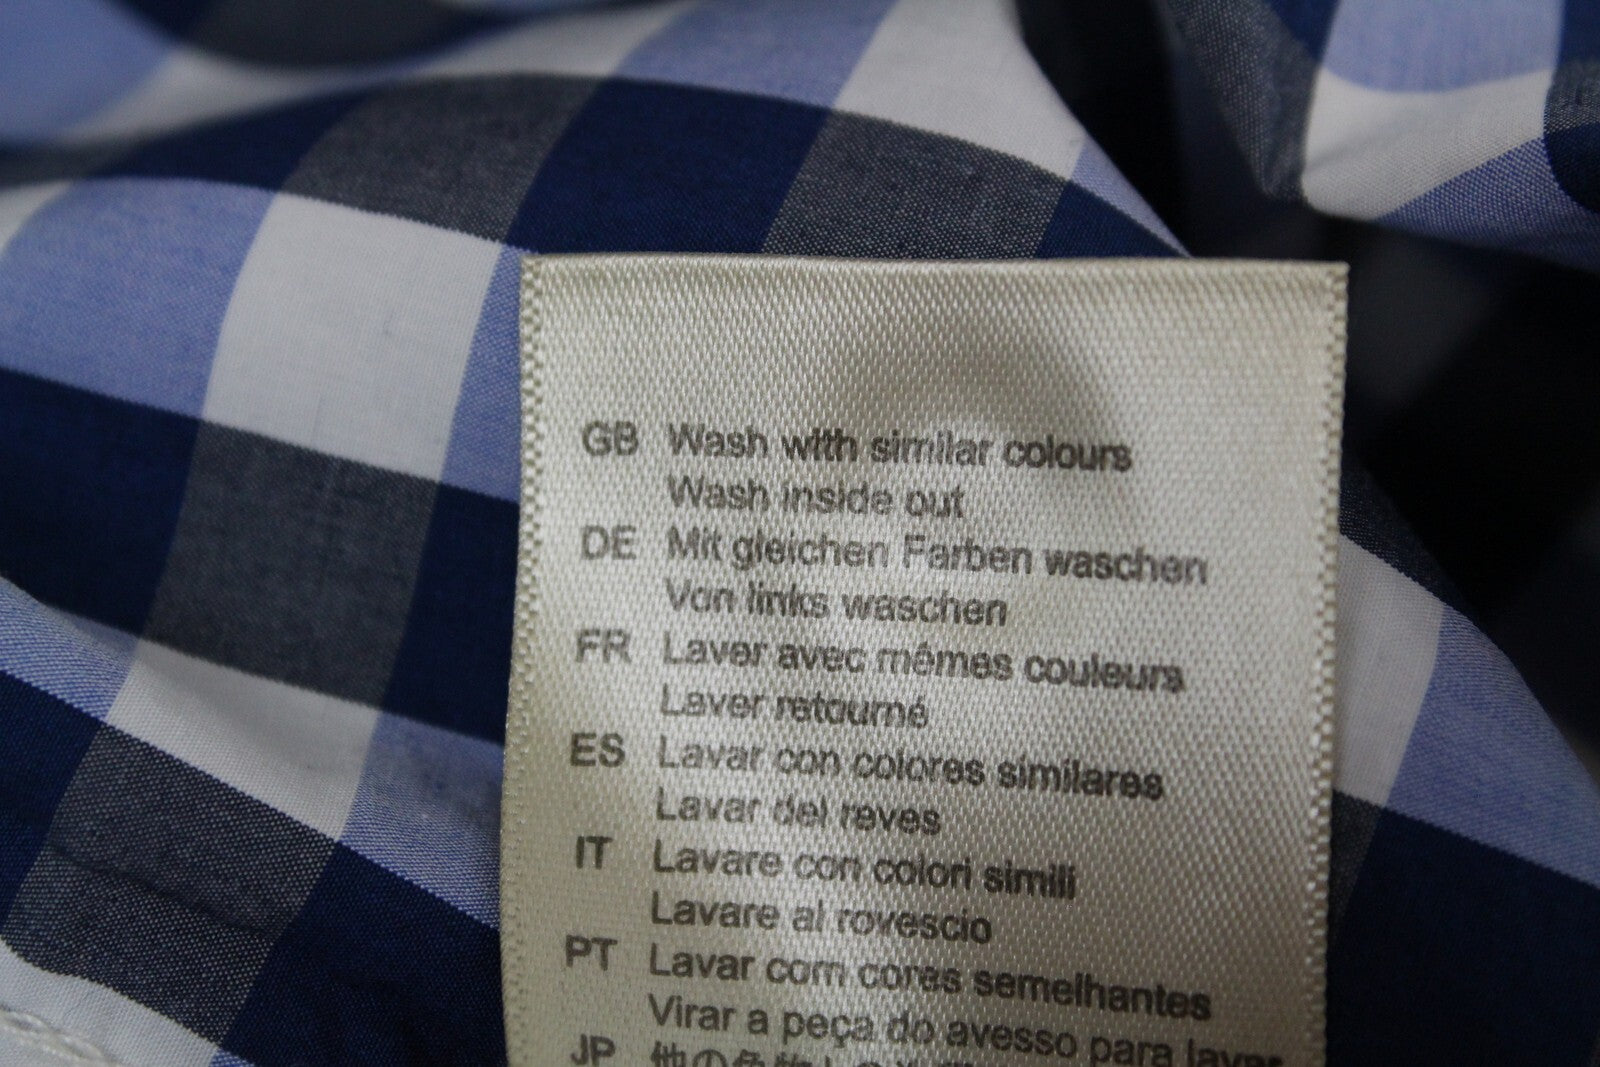 GB Wash with similar colours
Wash inside out
DE Mit gleichen Farben waschen
Von links waschen
FR Laver avec mêmes couleurs
Laver retourné
ES Lavar con colores similares
Lavar del reves
IT Lavare con colori simili
Lavare al rovescio
PT Lavar com cores semelhantes
Virar a peça do avesso para lavar
JP